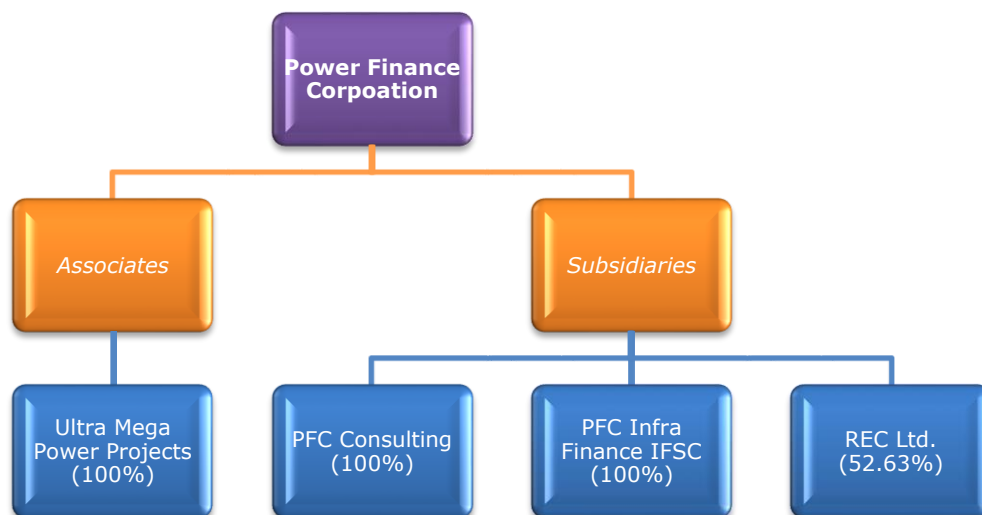 Power Finance
Corpoation
Associates
Subsidiaries
Ultra Mega
Power Projects
(100%)
PFC Consulting
(100%)
PFC Infra
Finance IFSC
(100%)
REC Ltd.
(52.63%)